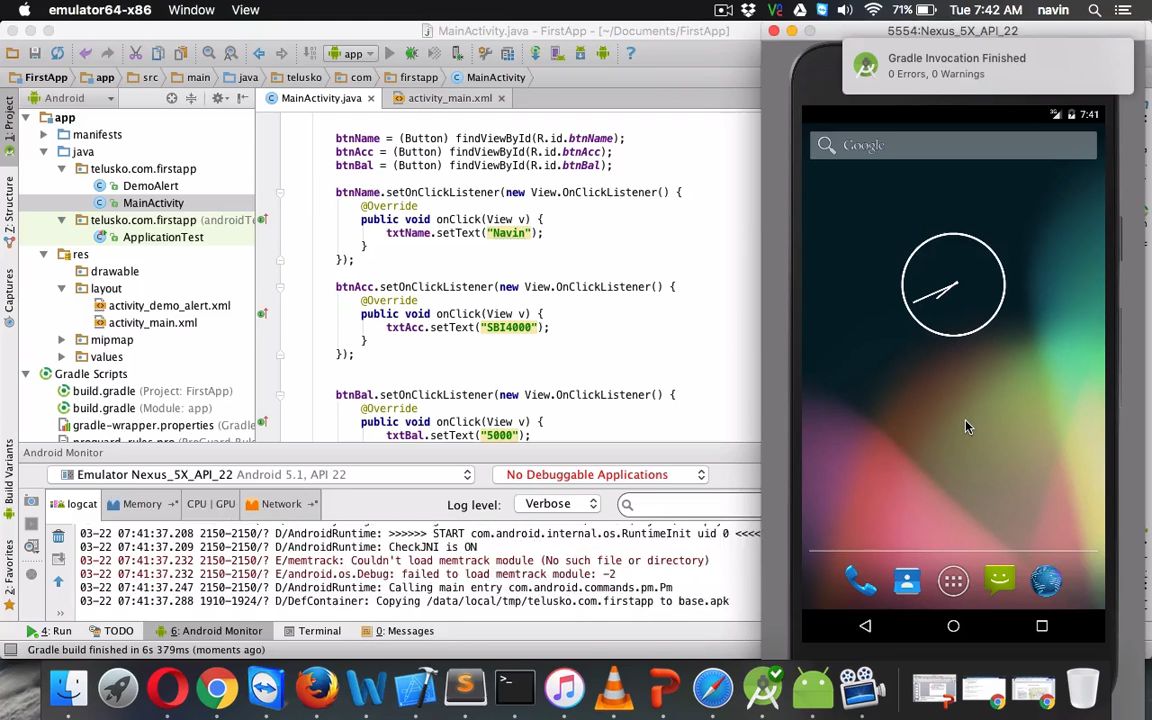 emulator64-x86 Window View 71% Tue 7:42 AM navin
MainActivity.java - FirstApp - [~/Documents/FirstApp]
5554:Nexus_5X_API_22
Gradle Invocation Finished
0 Errors, 0 Warnings
app
FirstApp app src main java telusko com firstapp MainActivity
Android
MainActivity.java activity_main.xml
1: Project
Z: Structure
Captures
Build Variants
2: Favorites
app
manifests
java
telusko.com.firstapp
DemoAlert
MainActivity
telusko.com.firstapp (androidTe
ApplicationTest
res
drawable
layout
activity_demo_alert.xml
activity_main.xml
mipmap
values
Gradle Scripts
build.gradle (Project: FirstApp)
build.gradle (Module: app)
gradle-wrapper.properties
proguard-rules.pro
btnName = (Button) findViewById(R.id.btnName);
btnAcc = (Button) findViewById(R.id.btnAcc);
btnBal = (Button) findViewById(R.id.btnBal);
btnName.setOnClickListener(new View.OnClickListener() {
@Override
public void onClick(View v) {
txtName.setText("Navin");
}
});
btnAcc.setOnClickListener(new View.OnClickListener() {
@Override
public void onClick(View v) {
txtAcc.setText("SBI4000");
}
});
btnBal.setOnClickListener(new View.OnClickListener() {
@Override
public void onClick(View v) {
txtBal.setText("5000");
7:41
Google
Android Monitor
Emulator Nexus_5X_API_22 Android 5.1, API 22
No Debuggable Applications
logcat Memory CPU | GPU Network Log level: Verbose
03-22 07:41:37.208 2150-2150/? D/AndroidRuntime: >>>>>> START com.android.internal.os.RuntimeInit uid 0 <<<<
03-22 07:41:37.209 2150-2150/? D/AndroidRuntime: CheckJNI is ON
03-22 07:41:37.232 2150-2150/? E/memtrack: Couldn't load memtrack module (No such file or directory)
03-22 07:41:37.232 2150-2150/? E/android.os.Debug: failed to load memtrack module: -2
03-22 07:41:37.247 2150-2150/? D/AndroidRuntime: Calling main entry com.android.commands.pm.Pm
03-22 07:41:37.288 1910-1924/? D/DefContainer: Copying /data/local/tmp/telusko.com.firstapp to base.apk
4: Run TODO 6: Android Monitor Terminal 0: Messages
Gradle build finished in 6s 379ms (moments ago)